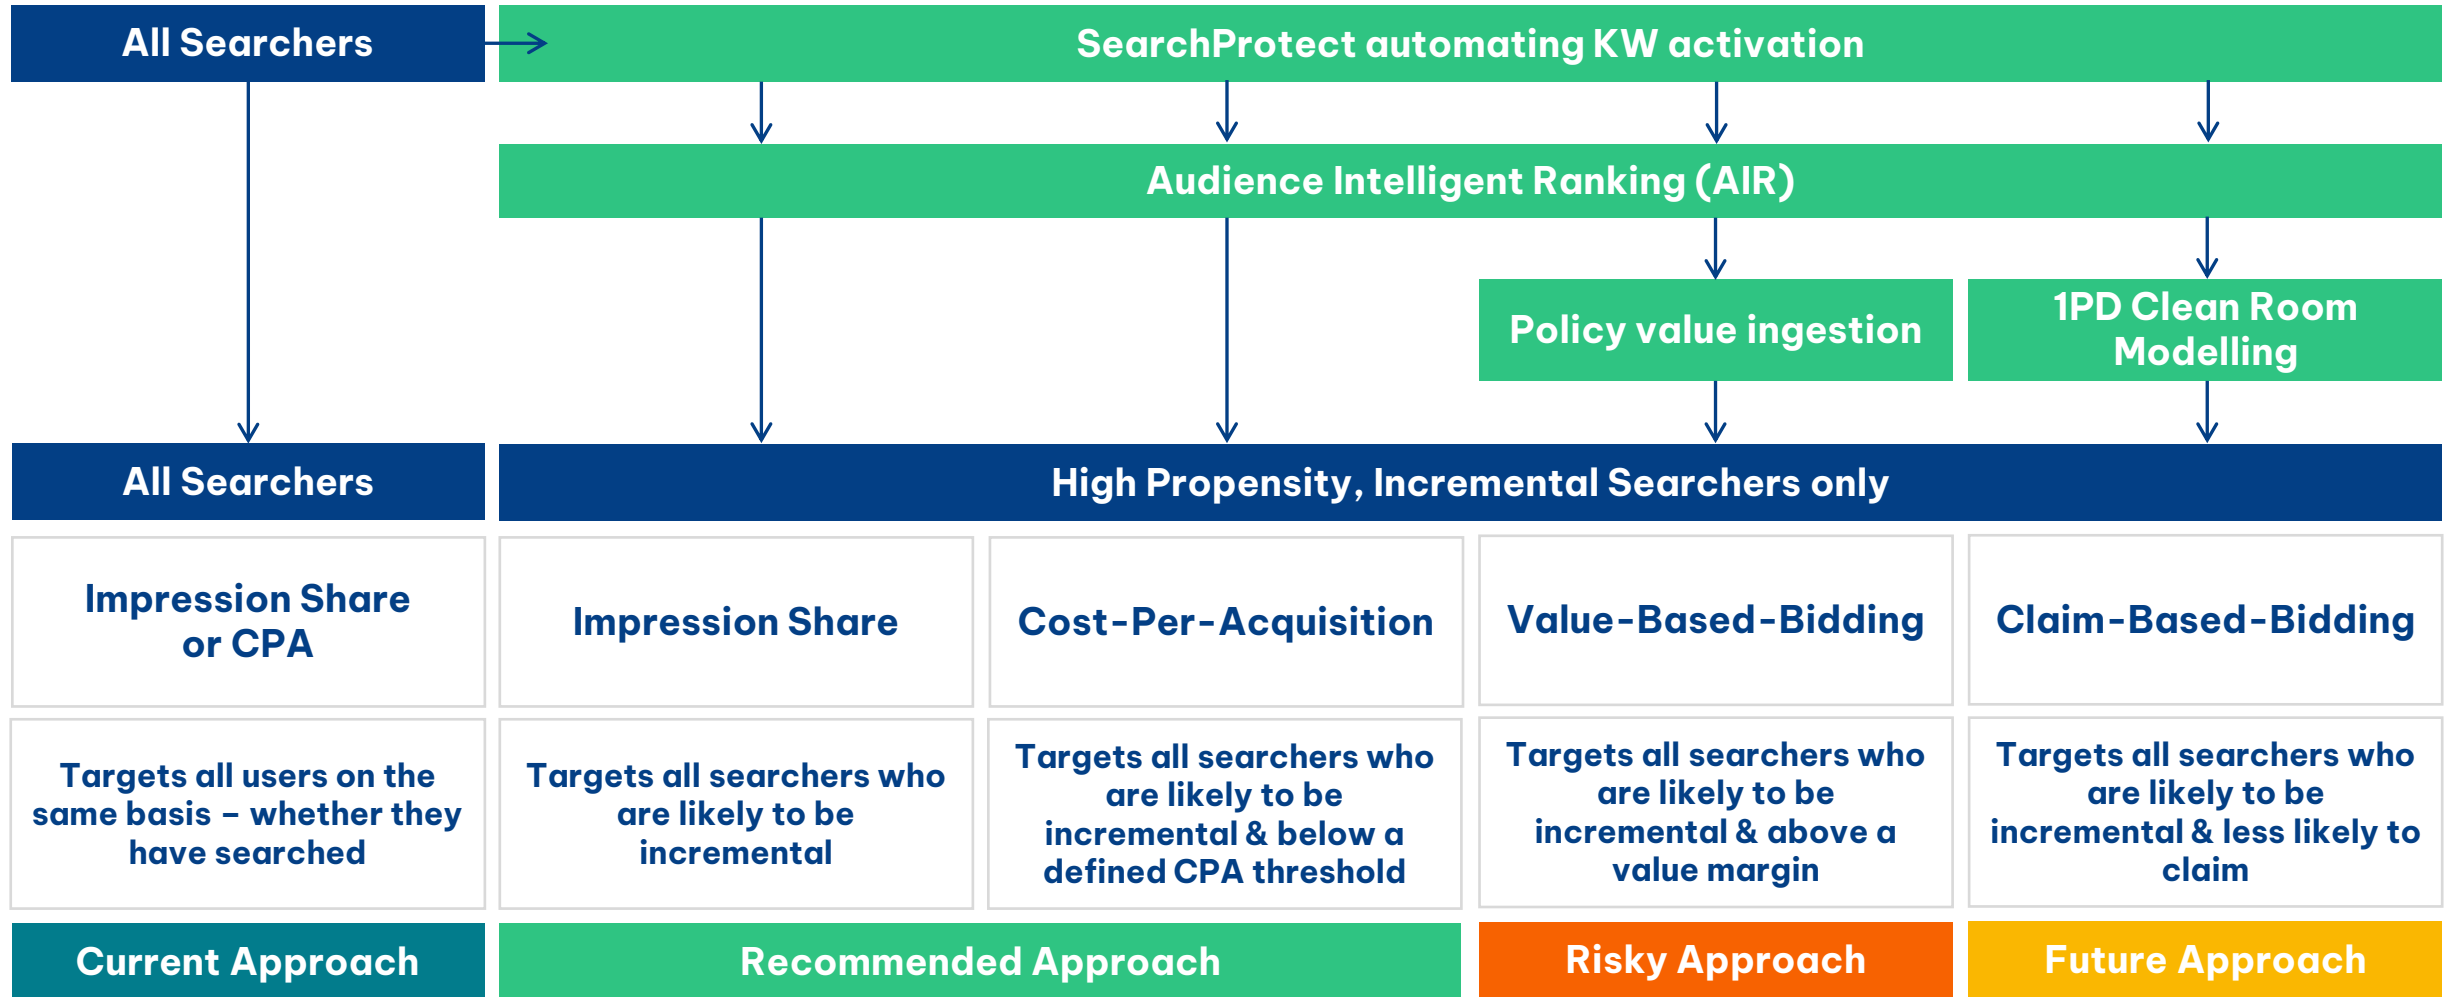 All Searchers
SearchProtect automating KW activation
Audience Intelligent Ranking (AIR)
Policy value ingestion
1PD Clean Room
Modelling
All Searchers
High Propensity, Incremental Searchers only
Impression Share
or CPA
Impression Share
Cost-Per-Acquisition
Value-Based-Bidding
Claim-Based-Bidding
Targets all users on the
same basis – whether they
have searched
Targets all searchers who
are likely to be
incremental
Targets all searchers who
are likely to be
incremental & below a
defined CPA threshold
Targets all searchers who
are likely to be
incremental & above a
value margin
Targets all searchers who
are likely to be
incremental & less likely to
claim
Current Approach
Recommended Approach
Risky Approach
Future Approach